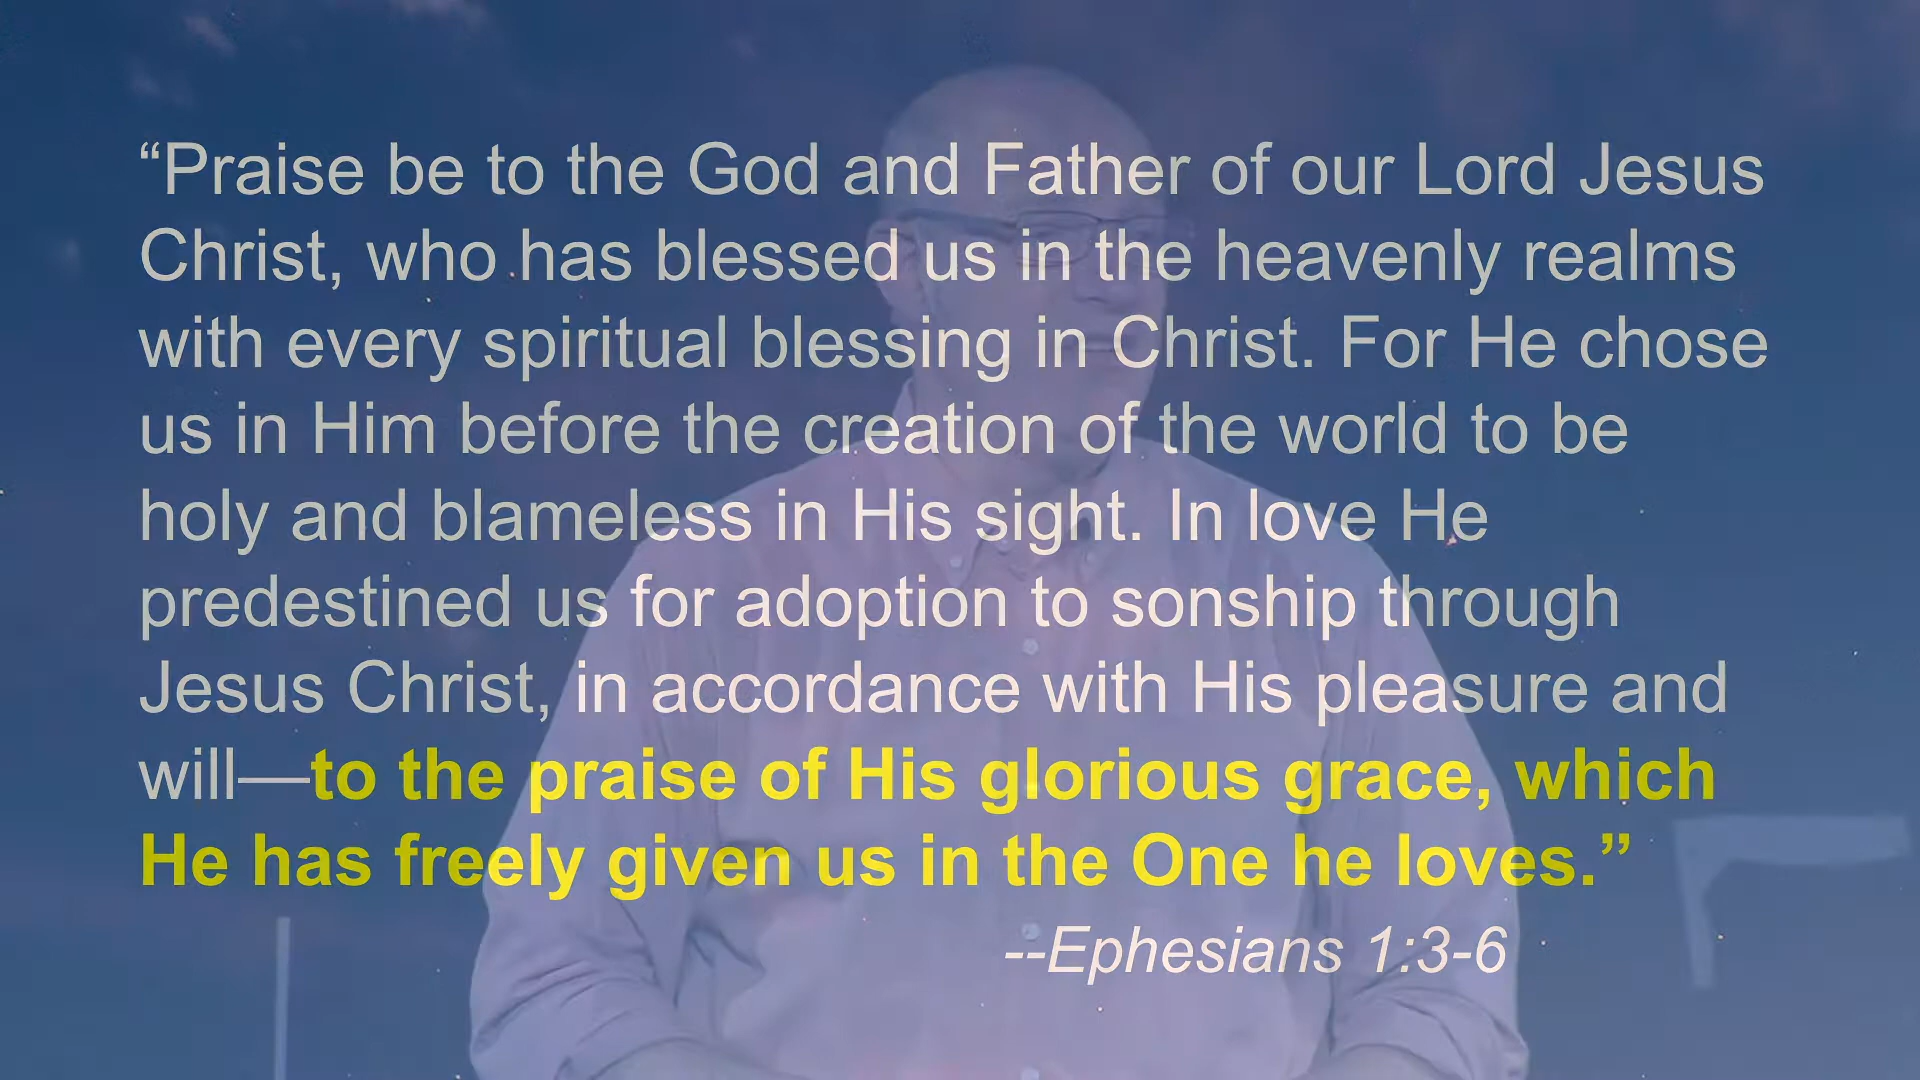 “Praise be to the God and Father of our Lord Jesus
Christ, who has blessed us in the heavenly realms
with every spiritual blessing in Christ. For He chose
us in Him before the creation of the world to be
holy and blameless in His sight. In love He
predestined us for adoption to sonship through
Jesus Christ, in accordance with His pleasure and
will—to the praise of His glorious grace, which
He has freely given us in the One he loves.”
--Ephesians 1:3-6